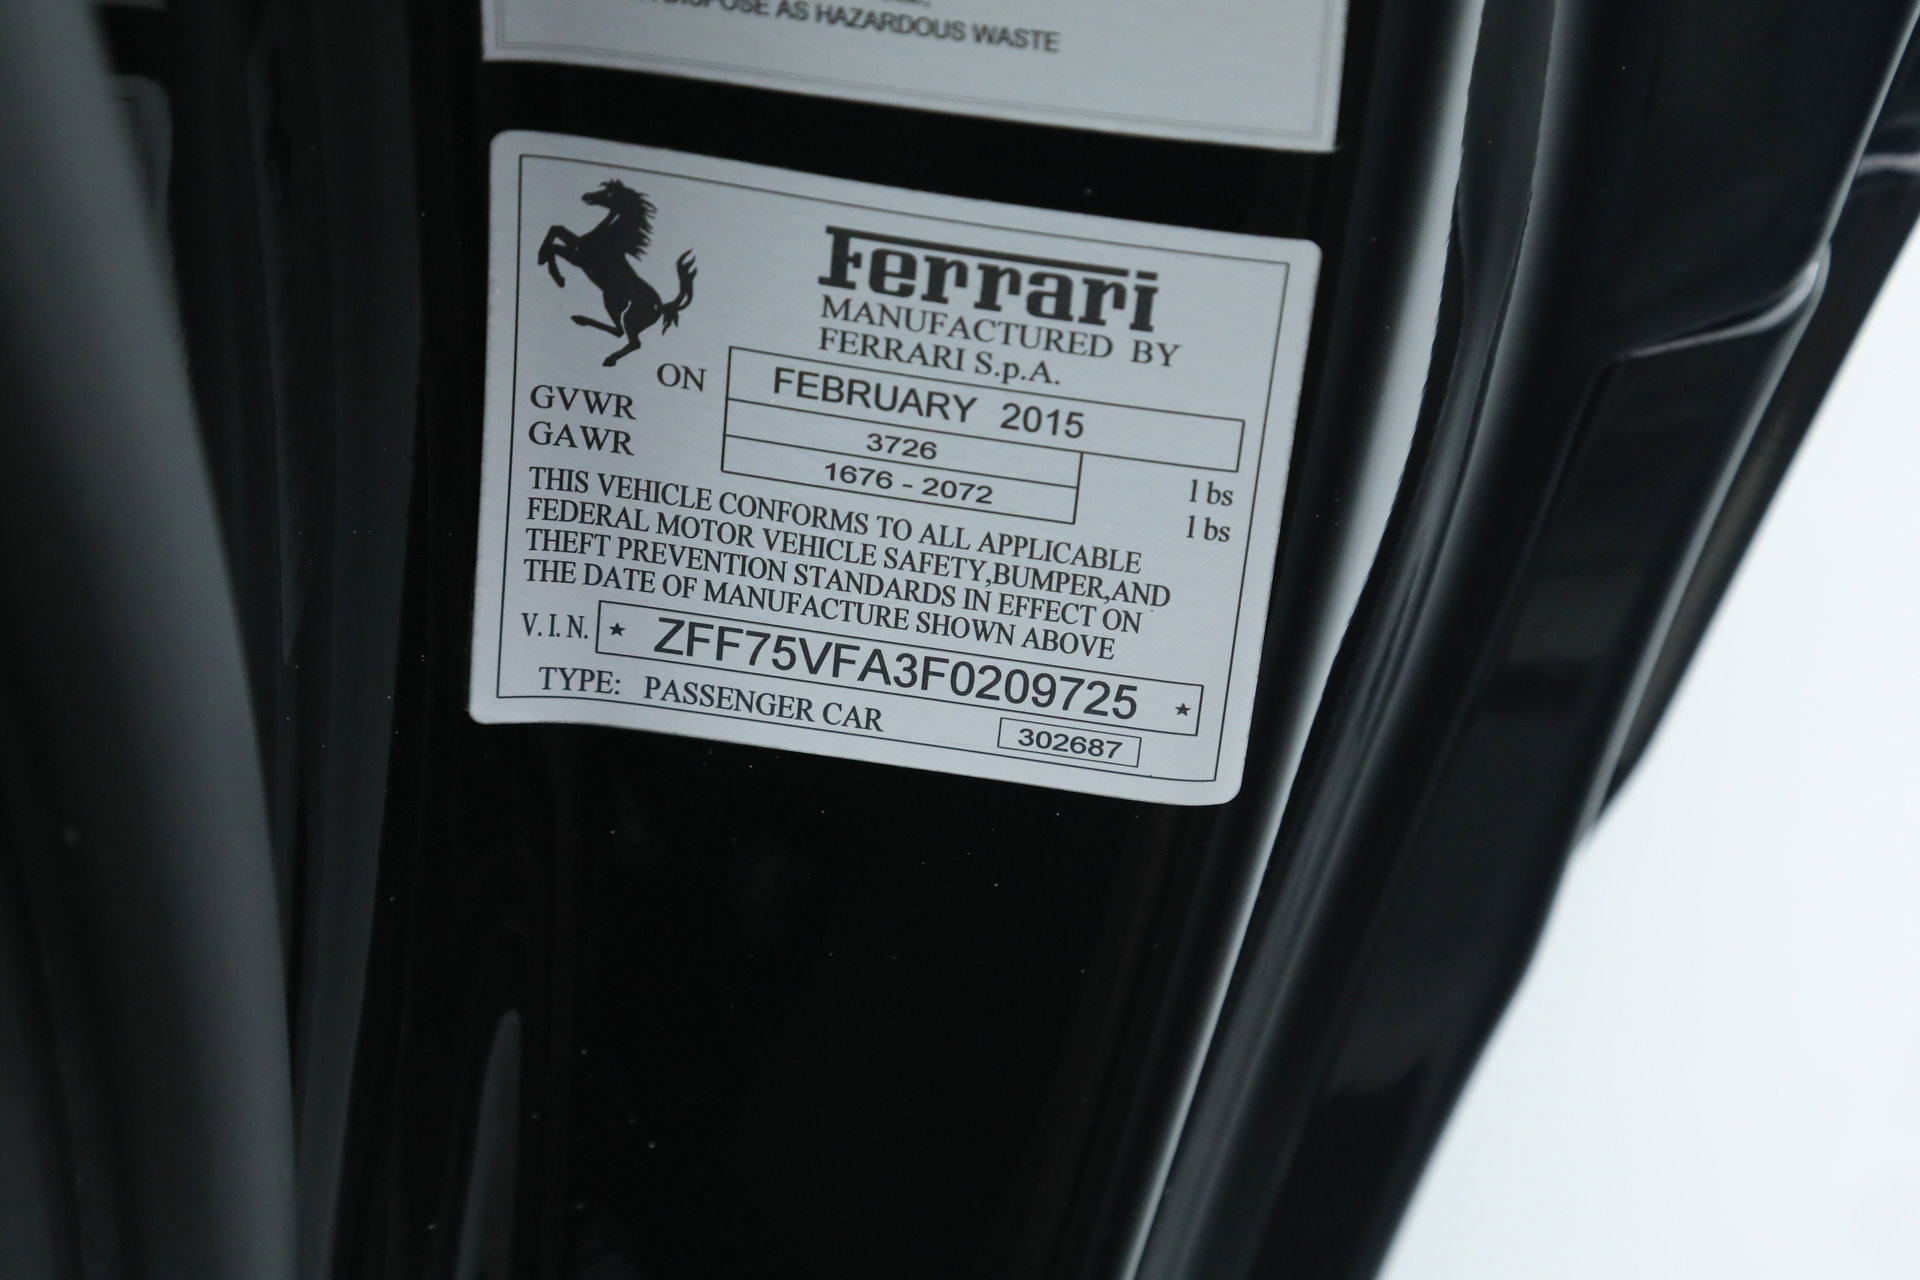 DISPOSE AS HAZARDOUS WASTE
Ferrari
MANUFACTURED BY
FERRARI S.p.A.
ON FEBRUARY 2015
GVWR 3726 lbs
GAWR 1676 - 2072 lbs
THIS VEHICLE CONFORMS TO ALL APPLICABLE
FEDERAL MOTOR VEHICLE SAFETY,BUMPER,AND
THEFT PREVENTION STANDARDS IN EFFECT ON
THE DATE OF MANUFACTURE SHOWN ABOVE
V.I.N. ★ ZFF75VFA3F0209725 ★
TYPE: PASSENGER CAR 302687